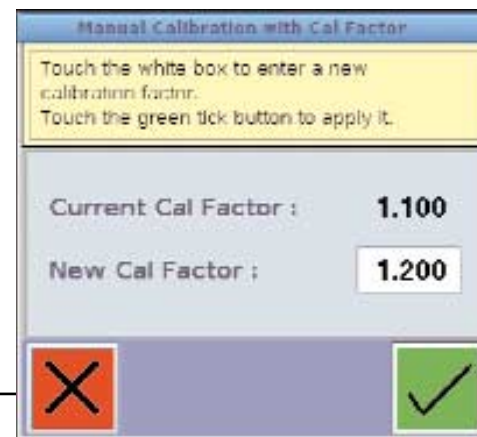 Manual Calibration with Cal Factor
Touch the white box to enter a new
calibration factor.
Touch the green tick button to apply it.
Current Cal Factor : 1.100
New Cal Factor : 1.200